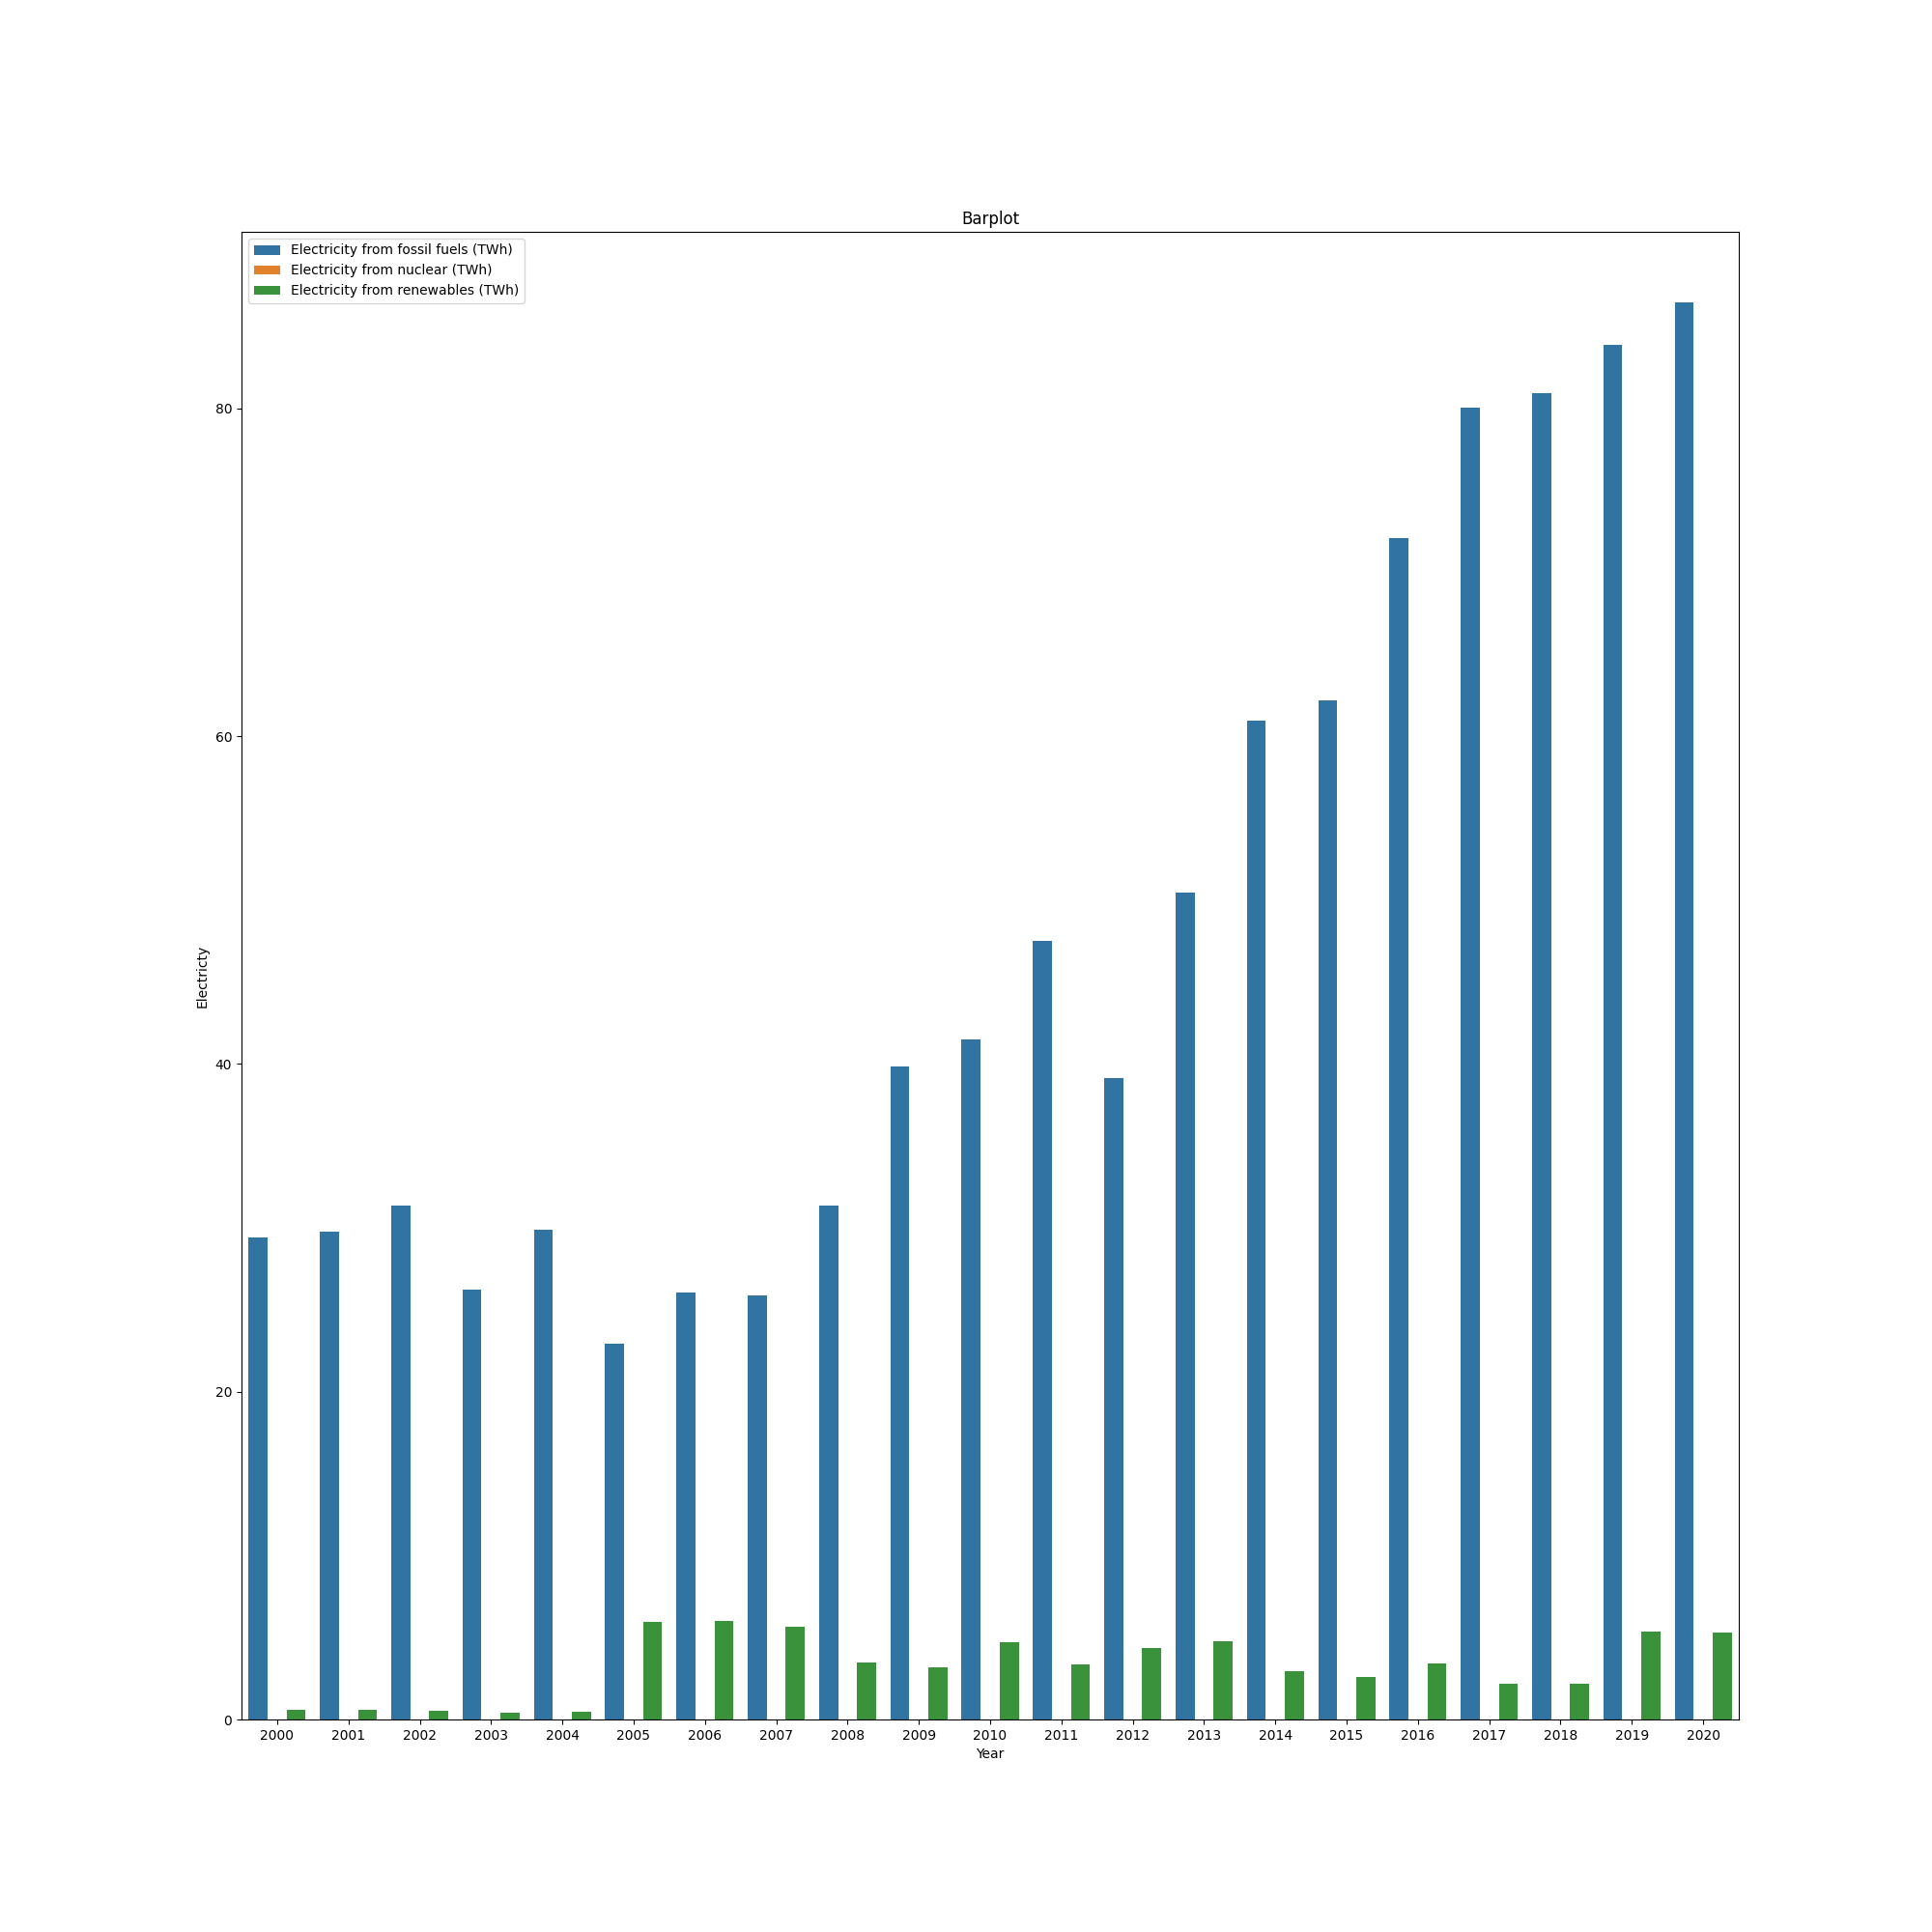 Barplot
Electricity from fossil fuels (TWh)
Electricity from nuclear (TWh)
Electricity from renewables (TWh)
80
60
40
20
0
Electricty
2000 2001 2002 2003 2004 2005 2006 2007 2008 2009 2010 2011 2012 2013 2014 2015 2016 2017 2018 2019 2020
Year